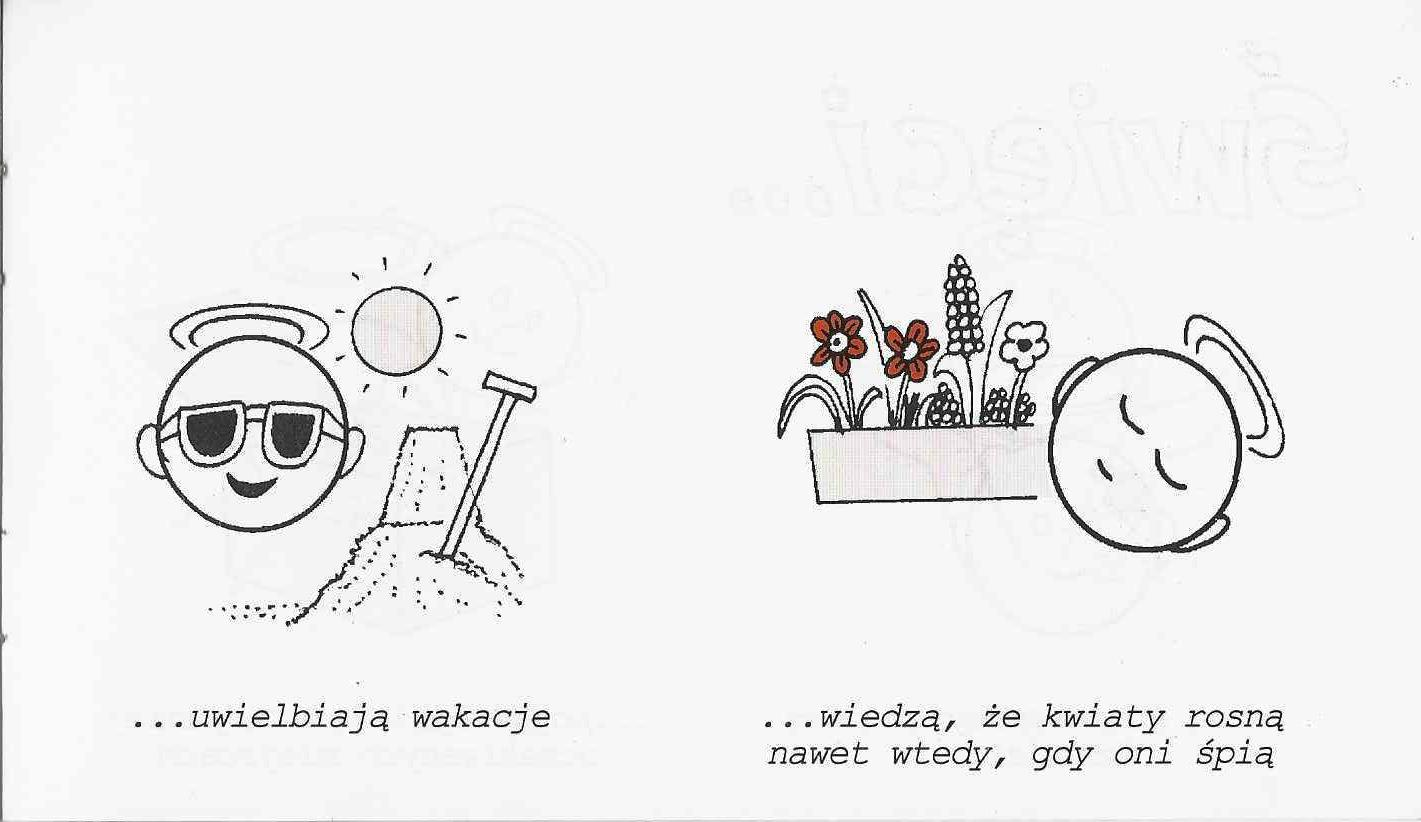 ...uwielbiają wakacje
...wiedzą, że kwiaty rosną
nawet wtedy, gdy oni śpią